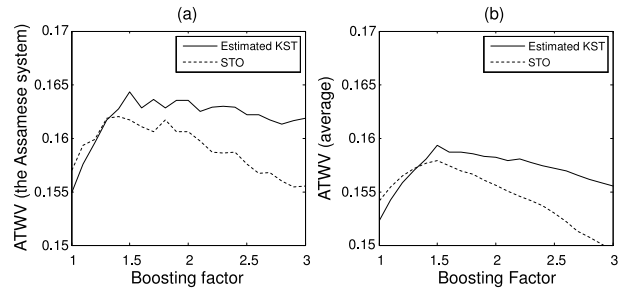 (a)
0.17
0.165
0.16
0.155
0.15
1
1.5
2
2.5
3
Boosting factor
ATWV (the Assamese system)
Estimated KST
STO
(b)
0.17
0.165
0.16
0.155
0.15
1
1.5
2
2.5
3
Boosting Factor
ATWV (average)
Estimated KST
STO